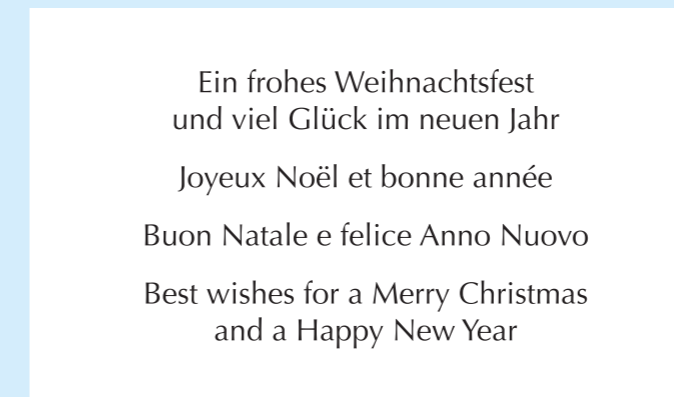 Ein frohes Weihnachtsfest
und viel Glück im neuen Jahr
Joyeux Noël et bonne année
Buon Natale e felice Anno Nuovo
Best wishes for a Merry Christmas
and a Happy New Year